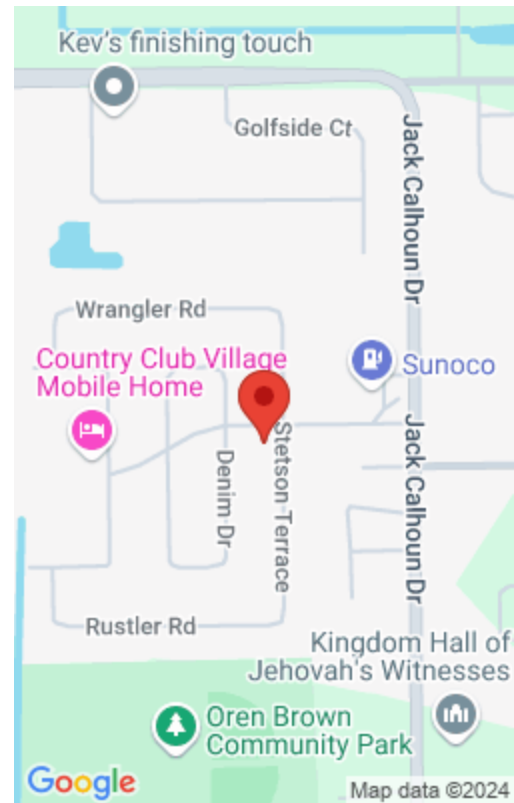 Kev's finishing touch
Golfside Ct
Jack Calhoun Dr
Wrangler Rd
Country Club Village
Mobile Home
Sunoco
Stetson Terrace
Denim Dr
Jack Calhoun Dr
Rustler Rd
Kingdom Hall of
Jehovah's Witnesses
Oren Brown
Community Park
Google
Map data ©2024